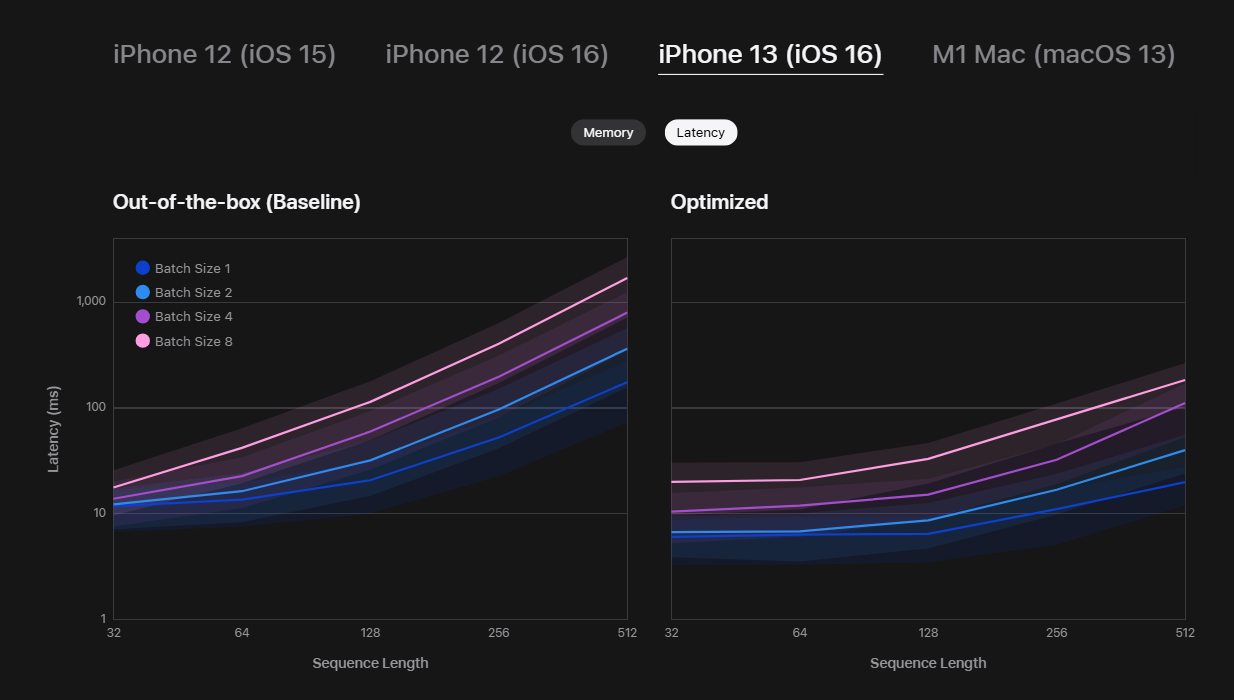 iPhone 12 (iOS 15)
iPhone 12 (iOS 16)
iPhone 13 (iOS 16)
M1 Mac (macOS 13)
Memory
Latency
Out-of-the-box (Baseline)
Batch Size 1
Batch Size 2
Batch Size 4
Batch Size 8
Latency (ms)
1,000
100
10
1
32
64
128
256
512
Sequence Length
Optimized
32
64
128
256
512
Sequence Length